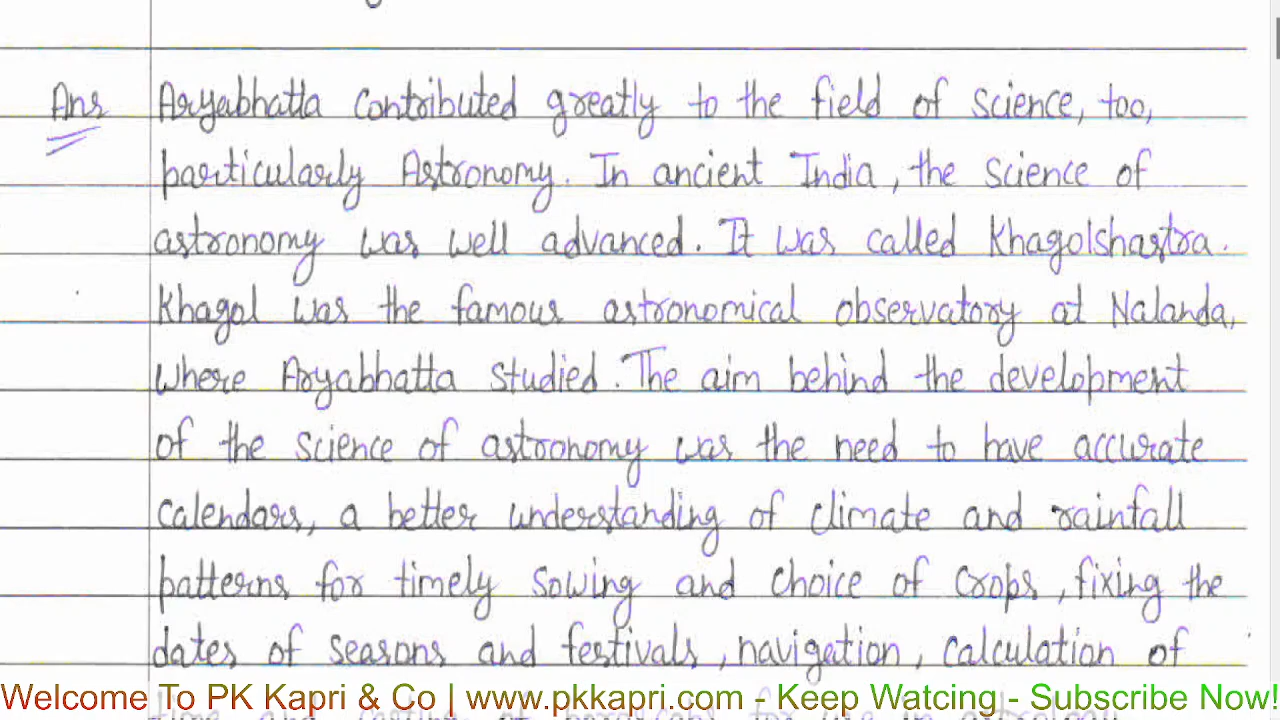 Ans Aryabhatta contributed greatly to the field of science, too,
particularly Astronomy. In ancient India, the science of
astronomy was well advanced. It was called Khagolshastra.
Khagol was the famous astronomical observatory at Nalanda,
where Aryabhatta studied. The aim behind the development
of the science of astronomy was the need to have accurate
calendars, a better understanding of climate and rainfall
patterns for timely sowing and choice of crops, fixing the
dates of seasons and festivals, navigation, calculation of
Welcome To PK Kapri & Co | www.pkkapri.com - Keep Watcing - Subscribe Now!